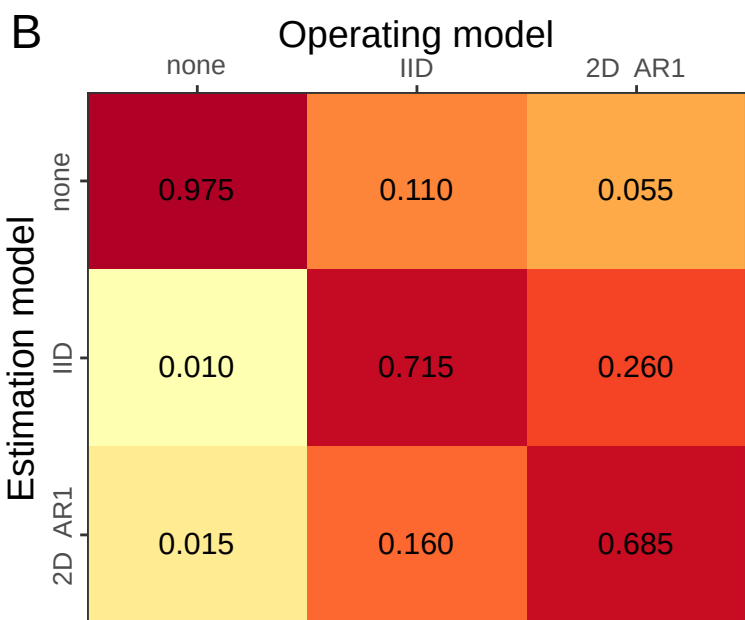 B
Operating model
none IID 2D AR1
Estimation model
none 0.975 0.110 0.055
IID 0.010 0.715 0.260
2D AR1 0.015 0.160 0.685